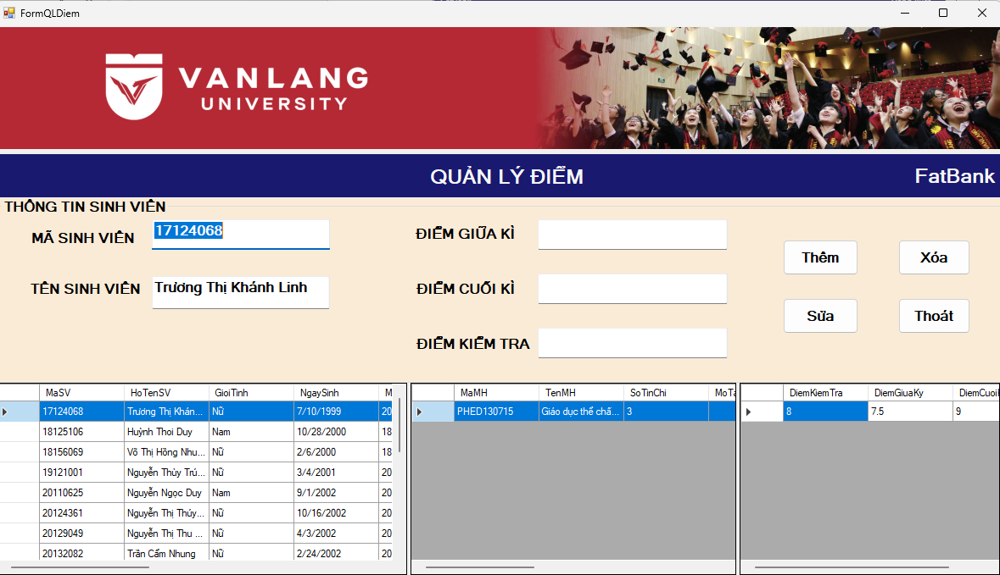 FormQLDiem
VANLANG
UNIVERSITY
QUẢN LÝ ĐIỂM
FatBank
THÔNG TIN SINH VIÊN
MÃ SINH VIÊN 17124068
TÊN SINH VIÊN Trương Thị Khánh Linh
ĐIỂM GIỮA KÌ
ĐIỂM CUỐI KÌ
ĐIỂM KIỂM TRA
Thêm Xóa
Sửa Thoát
MaSV HoTenSV GioiTinh NgaySinh M
17124068 Trương Thị Khán... Nữ 7/10/1999 20
18125106 Huỳnh Thoi Duy Nam 10/28/2000 18
18156069 Võ Thị Hồng Nhu... Nữ 2/6/2000 18
19121001 Nguyễn Thùy Trú... Nữ 3/4/2001 20
20110625 Nguyễn Ngọc Duy Nam 9/1/2002 20
20124361 Nguyễn Thị Thúy... Nữ 10/16/2002 20
20129049 Nguyễn Thị Thu ... Nữ 4/3/2002 20
20132082 Trần Cẩm Nhung Nữ 2/24/2002 20
MaMH TenMH SoTinChi MoTa
PHED130715 Giáo dục thể chấ... 3
DiemKiemTra DiemGiuaKy DiemCuoi
8 7.5 9